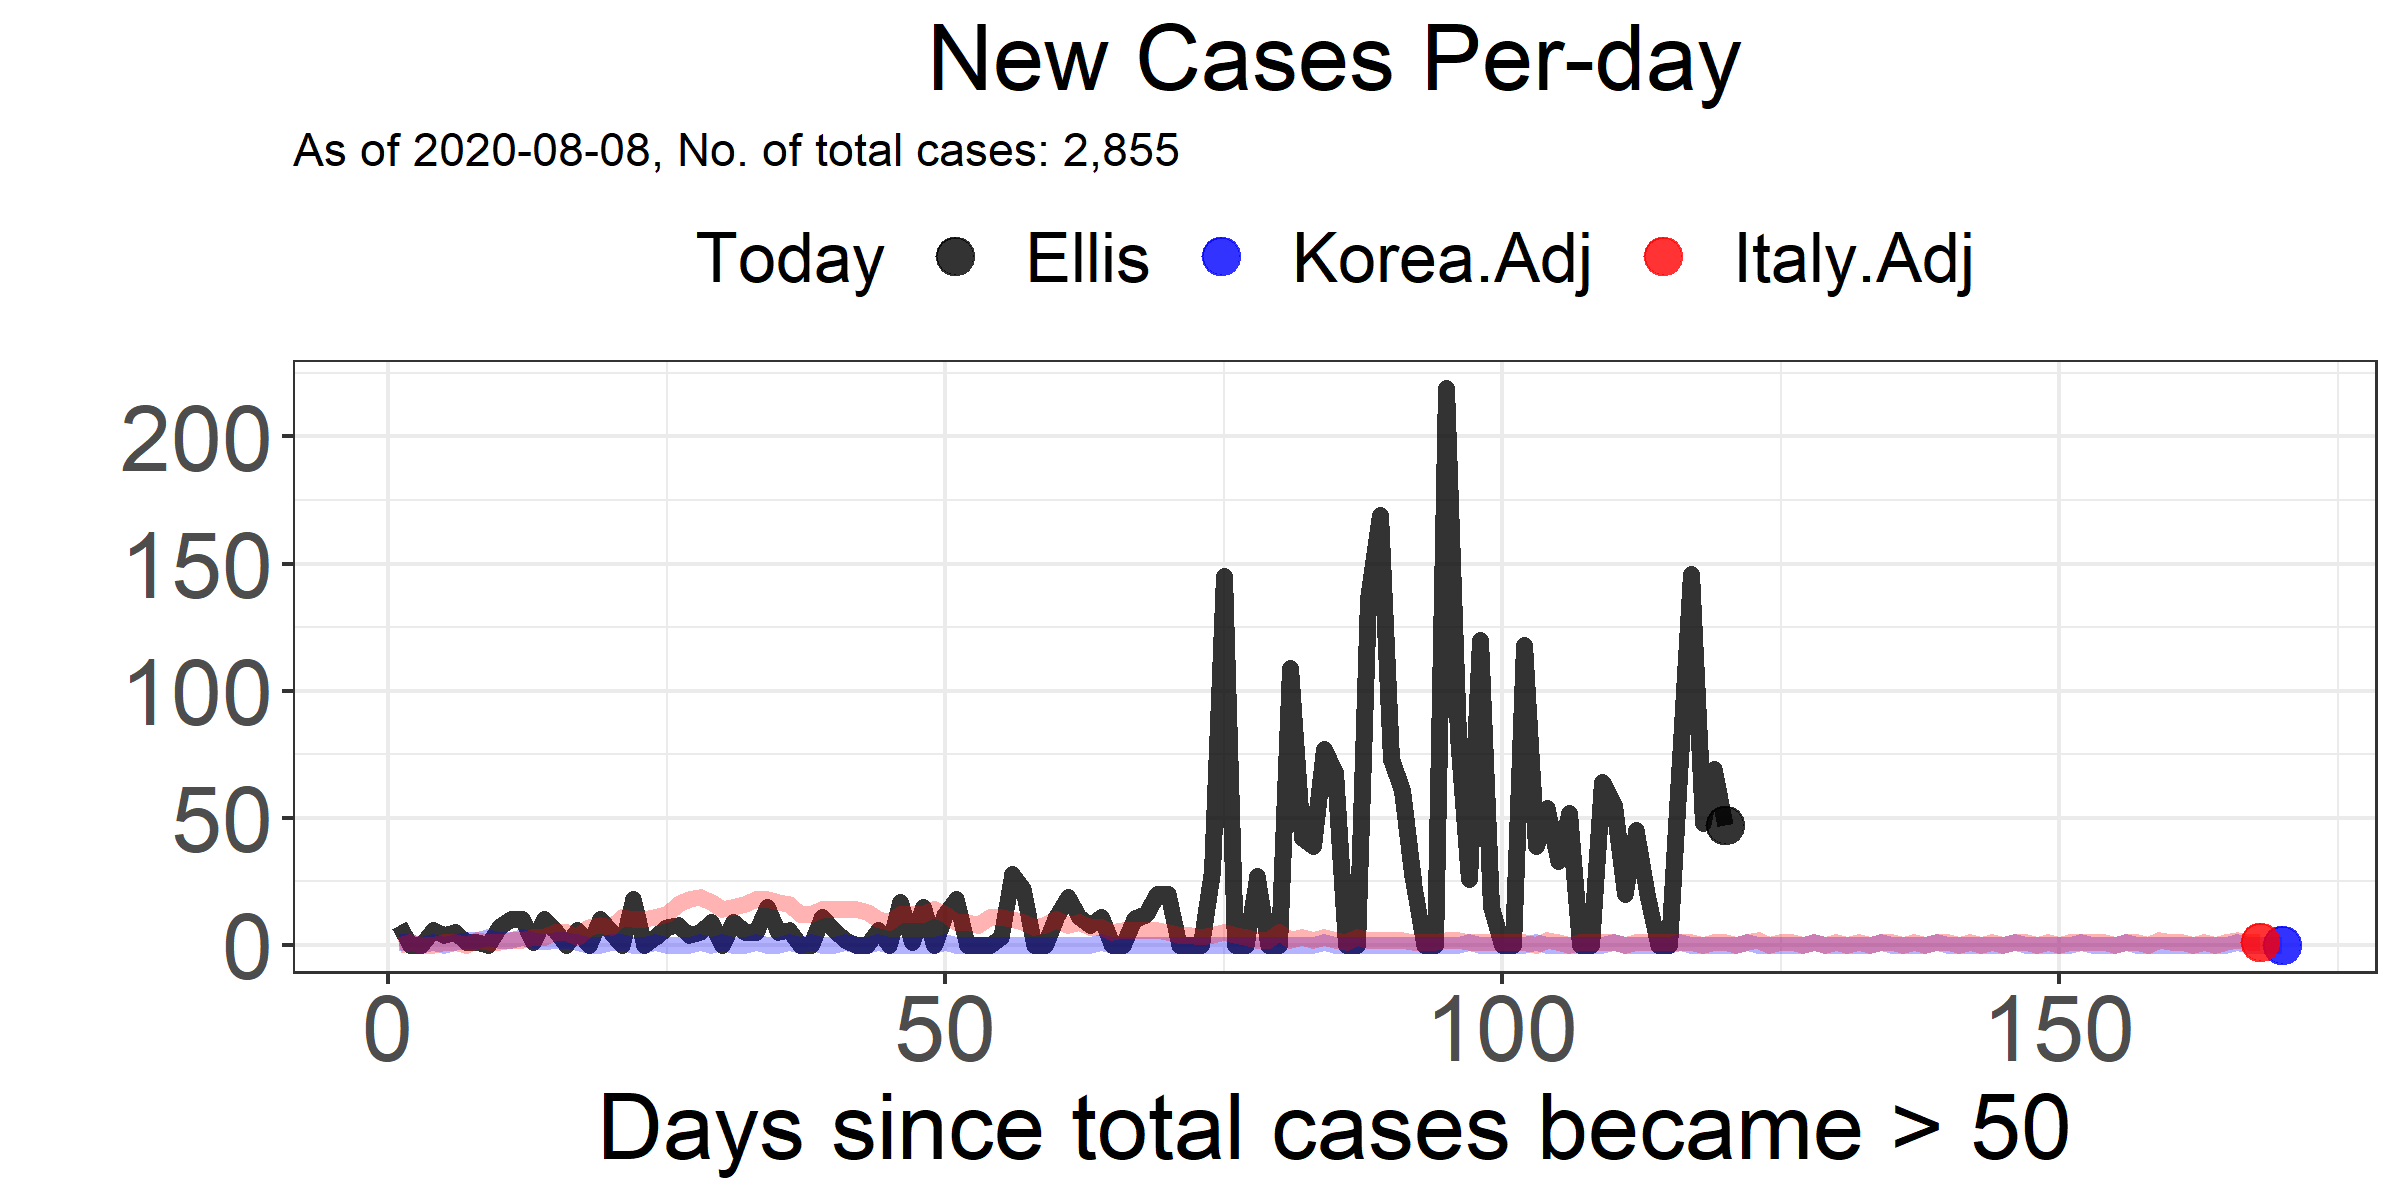 New Cases Per-day
As of 2020-08-08, No. of total cases: 2,855
Today Ellis Korea.Adj Italy.Adj
200
150
100
50
0
0 50 100 150
Days since total cases became > 50